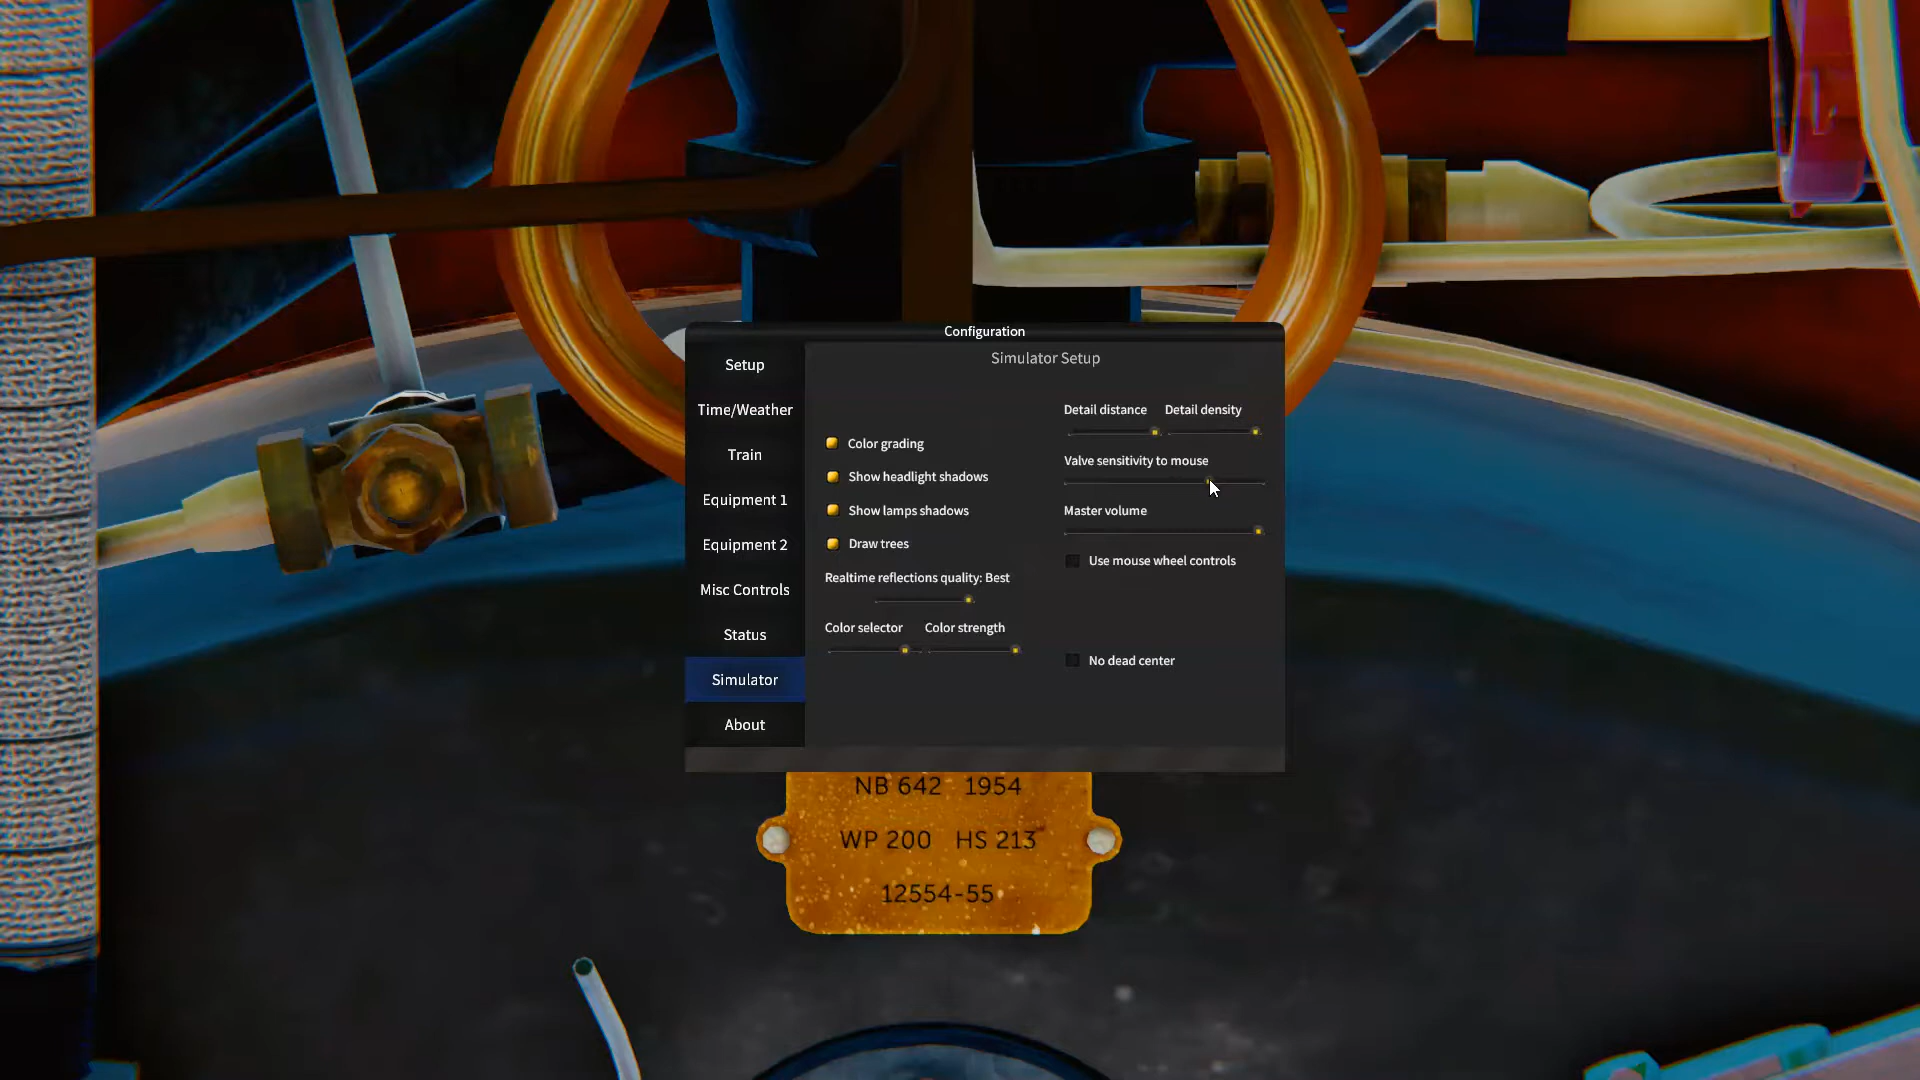 Configuration
Setup
Time/Weather
Train
Equipment 1
Equipment 2
Misc Controls
Status
Simulator
About
Simulator Setup
Color grading
Show headlight shadows
Show lamps shadows
Draw trees
Realtime reflections quality: Best
Color selector Color strength
Detail distance Detail density
Valve sensitivity to mouse
Master volume
Use mouse wheel controls
No dead center
NB 642 1954
WP 200 HS 213
12554-55